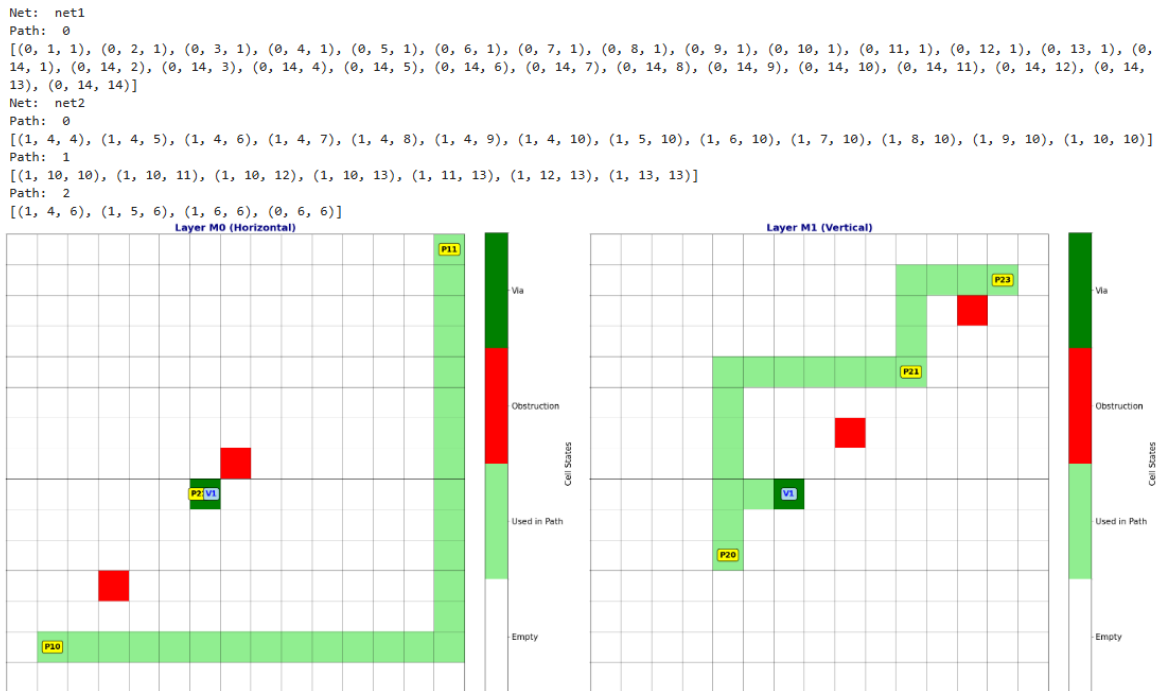 Net:  net1
Path:  0
[(0, 1, 1), (0, 2, 1), (0, 3, 1), (0, 4, 1), (0, 5, 1), (0, 6, 1), (0, 7, 1), (0, 8, 1), (0, 9, 1), (0, 10, 1), (0, 11, 1), (0, 12, 1), (0, 13, 1), (0,
14, 1), (0, 14, 2), (0, 14, 3), (0, 14, 4), (0, 14, 5), (0, 14, 6), (0, 14, 7), (0, 14, 8), (0, 14, 9), (0, 14, 10), (0, 14, 11), (0, 14, 12), (0, 14,
13), (0, 14, 14)]
Net:  net2
Path:  0
[(1, 4, 4), (1, 4, 5), (1, 4, 6), (1, 4, 7), (1, 4, 8), (1, 4, 9), (1, 4, 10), (1, 5, 10), (1, 6, 10), (1, 7, 10), (1, 8, 10), (1, 9, 10), (1, 10, 10)]
Path:  1
[(1, 10, 10), (1, 10, 11), (1, 10, 12), (1, 10, 13), (1, 11, 13), (1, 12, 13), (1, 13, 13)]
Path:  2
[(1, 4, 6), (1, 5, 6), (1, 6, 6), (0, 6, 6)]
Layer M0 (Horizontal)
P11
V1
P10
Via
Obstruction
Used in Path
Empty
Cell States
Layer M1 (Vertical)
P23
P21
V1
P20
Via
Obstruction
Used in Path
Empty
Cell States